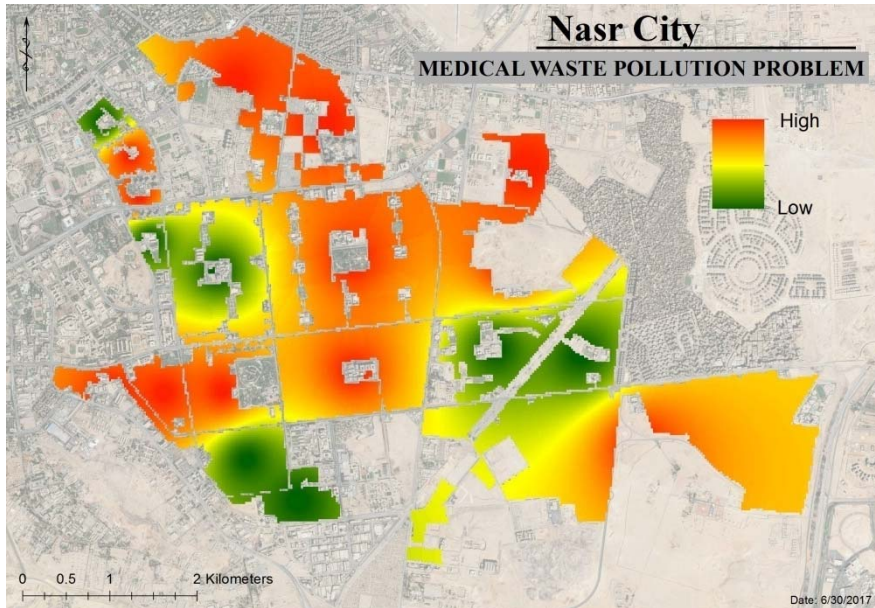 Nasr City
MEDICAL WASTE POLLUTION PROBLEM
High
Low
0 0.5 1 2 Kilometers
Date: 6/30/2017